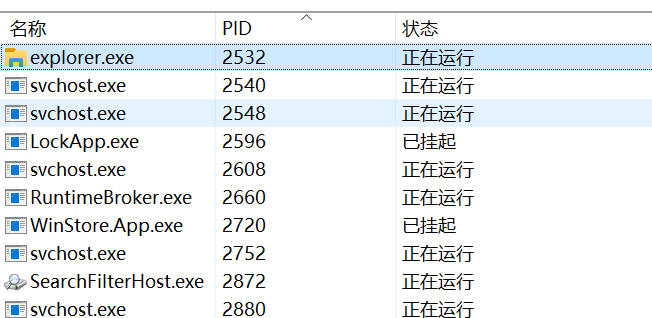 名称 PID 状态
explorer.exe 2532 正在运行
svchost.exe 2540 正在运行
svchost.exe 2548 正在运行
LockApp.exe 2596 已挂起
svchost.exe 2608 正在运行
RuntimeBroker.exe 2660 正在运行
WinStore.App.exe 2720 已挂起
svchost.exe 2752 正在运行
SearchFilterHost.exe 2872 正在运行
svchost.exe 2880 正在运行